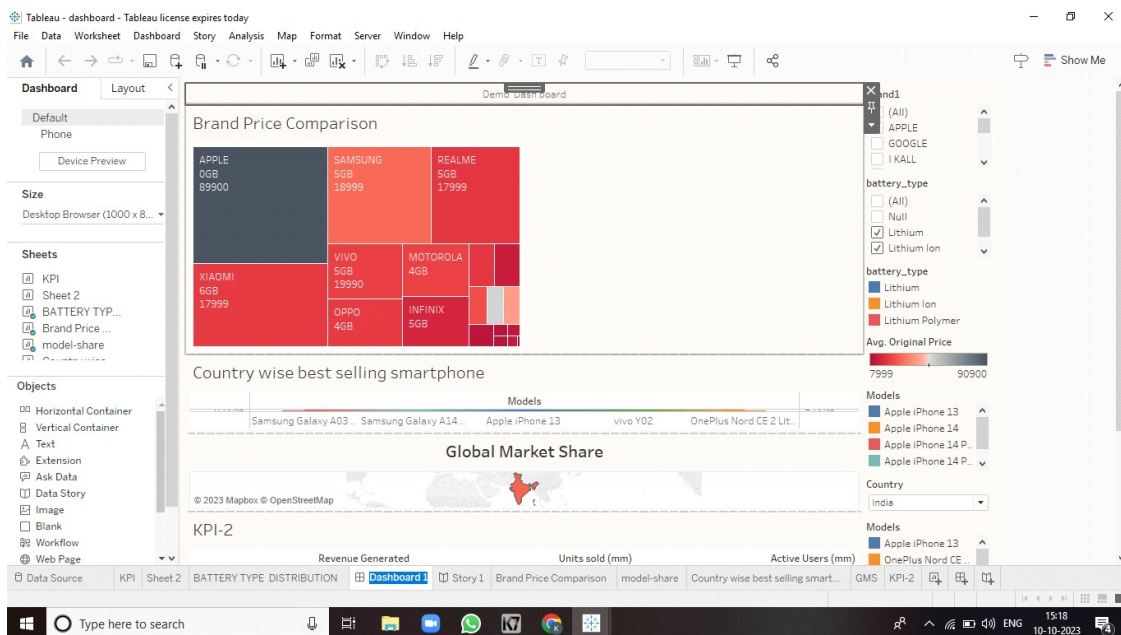 Tableau - dashboard - Tableau license expires today
File Data Worksheet Dashboard Story Analysis Map Format Server Window Help
Show Me
Dashboard Layout
Default
Phone
Device Preview
Size
Desktop Browser (1000 x 8...
Sheets
KPI
Sheet 2
BATTERY TYP...
Brand Price ...
model-share
Objects
Horizontal Container
Vertical Container
A Text
Extension
Ask Data
Data Story
Image
Blank
Workflow
Web Page
Demo Dash board
Brand Price Comparison
APPLE
0GB
89900
SAMSUNG
5GB
18999
REALME
5GB
17999
XIAOMI
6GB
17999
VIVO
5GB
19990
MOTOROLA
4GB
OPPO
4GB
INFINIX
5GB
Country wise best selling smartphone
Models
Samsung Galaxy A03 .. Samsung Galaxy A14 .. Apple iPhone 13 vivo Y02 OnePlus Nord CE 2 Lit..
Global Market Share
© 2023 Mapbox © OpenStreetMap
KPI-2
Revenue Generated Units sold (mm) Active Users (mm)
nd1
(All)
APPLE
GOOGLE
I KALL
battery_type
(All)
Null
Lithium
Lithium Ion
battery_type
Lithium
Lithium Ion
Lithium Polymer
Avg. Original Price
7999 90900
Models
Apple iPhone 13
Apple iPhone 14
Apple iPhone 14 P..
Apple iPhone 14 P..
Country
India
Models
Apple iPhone 13
OnePlus Nord CE ..
Data Source KPI Sheet 2 BATTERY TYPE DISTRIBUTION Dashboard 1 Story 1 Brand Price Comparison model-share Country wise best selling smart... GMS KPI-2
Type here to search
ENG
15:18
10-10-2023
4